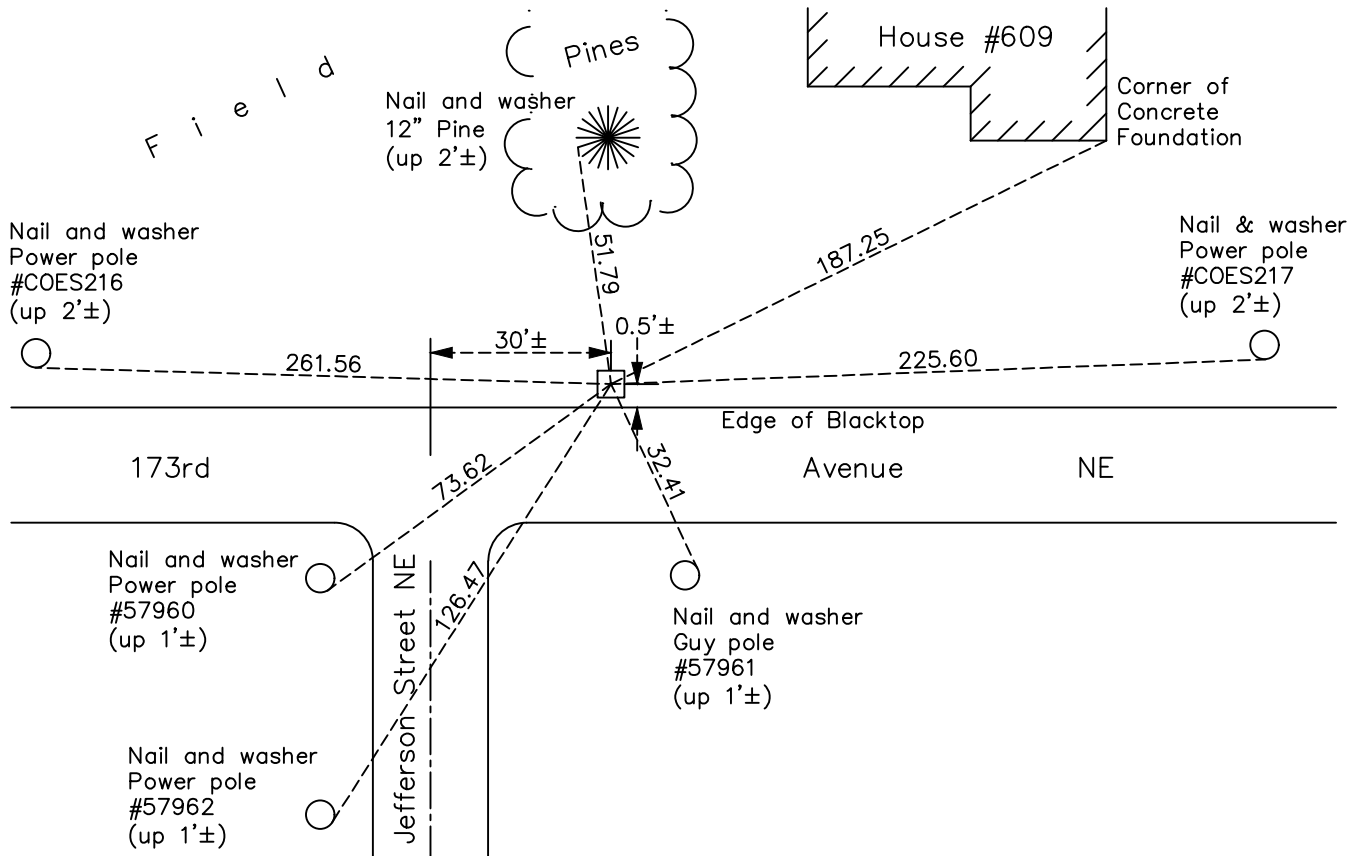 House #609
Pines
Field
Corner of
Concrete
Foundation
Nail and washer
12” Pine
(up 2'±)
Nail and washer
Power pole
#COES216
(up 2'±)
Nail & washer
Power pole
#COES217
(up 2'±)
51.79
187.25
30'±
0.5'±
261.56
225.60
Edge of Blacktop
173rd Avenue NE
73.62
32.41
126.47
Nail and washer
Power pole
#57960
(up 1'±)
Jefferson Street NE
Nail and washer
Guy pole
#57961
(up 1'±)
Nail and washer
Power pole
#57962
(up 1'±)